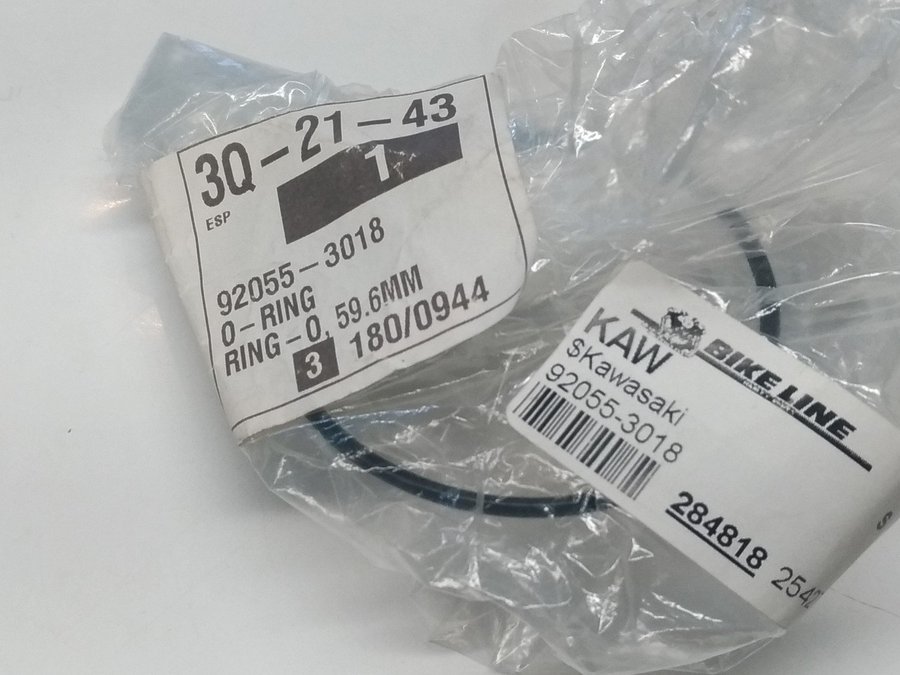 3Q-21-43
ESP
1
92055-3018
O-RING
RING-O, 59.6MM
3 180/0944
BIKE LINE
KAW
$Kawasaki
92055-3018
284818